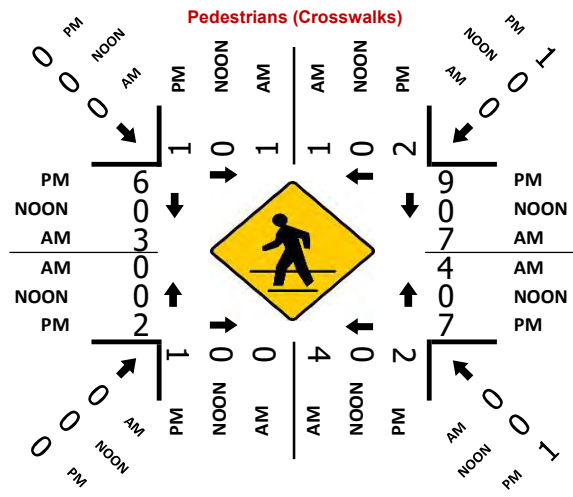 Pedestrians (Crosswalks)
0 PM
0 NOON
0 AM
PM NOON AM AM NOON PM
1 0 1 1 0 2
PM 1
NOON 0
AM 0
PM 6 9 PM
NOON 0 0 NOON
AM 3 7 AM
AM 0 4 AM
NOON 0 0 NOON
PM 2 7 PM
1 0 0 4 0 2
PM NOON AM AM NOON PM
0 AM
0 NOON
0 PM
AM 0
NOON 0
PM 1